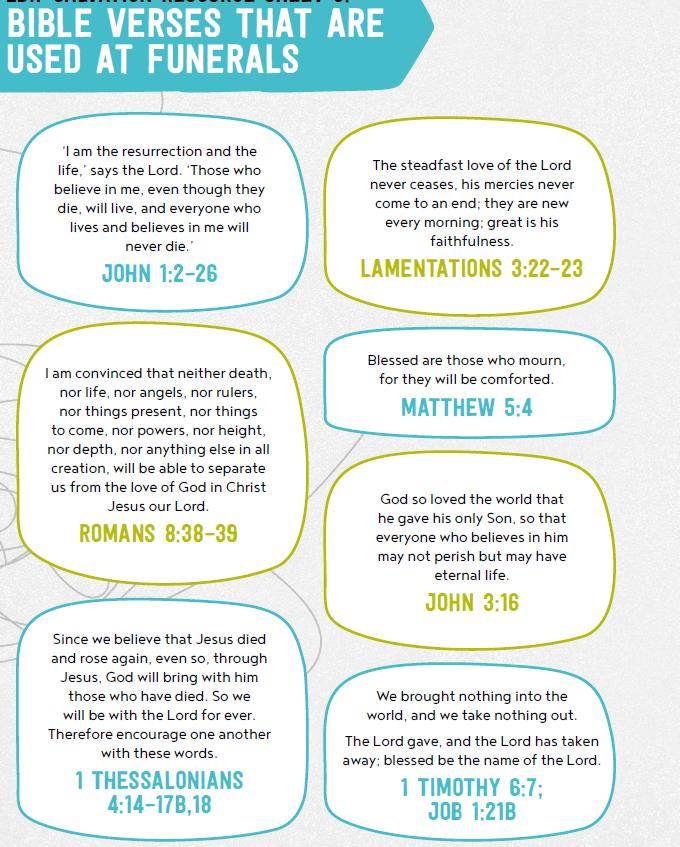 BIBLE VERSES THAT ARE
USED AT FUNERALS
‘I am the resurrection and the
life,’ says the Lord. ‘Those who
believe in me, even though they
die, will live, and everyone who
lives and believes in me will
never die.’
JOHN 1:2–26
The steadfast love of the Lord
never ceases, his mercies never
come to an end; they are new
every morning; great is his
faithfulness.
LAMENTATIONS 3:22–23
I am convinced that neither death,
nor life, nor angels, nor rulers,
nor things present, nor things
to come, nor powers, nor height,
nor depth, nor anything else in all
creation, will be able to separate
us from the love of God in Christ
Jesus our Lord.
ROMANS 8:38–39
Blessed are those who mourn,
for they will be comforted.
MATTHEW 5:4
God so loved the world that
he gave his only Son, so that
everyone who believes in him
may not perish but may have
eternal life.
JOHN 3:16
Since we believe that Jesus died
and rose again, even so, through
Jesus, God will bring with him
those who have died. So we
will be with the Lord for ever.
Therefore encourage one another
with these words.
1 THESSALONIANS
4:14–17B,18
We brought nothing into the
world, and we take nothing out.
The Lord gave, and the Lord has taken
away; blessed be the name of the Lord.
1 TIMOTHY 6:7;
JOB 1:21B